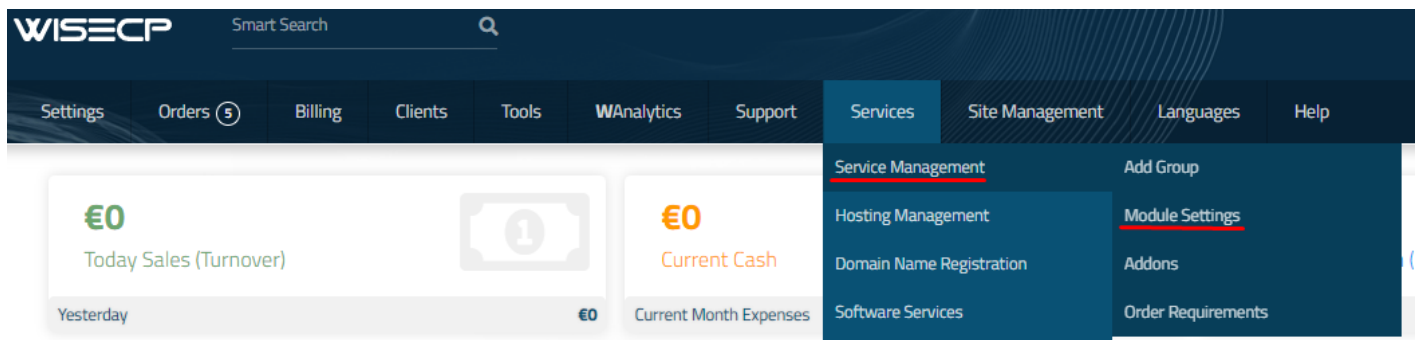 WISECP
Smart Search
Settings
Orders 5
Billing
Clients
Tools
WAnalytics
Support
Services
Site Management
Languages
Help
Service Management
Add Group
Hosting Management
Module Settings
Domain Name Registration
Addons
Software Services
Order Requirements
€0
Today Sales (Turnover)
1
Yesterday
€0
€0
Current Cash
Current Month Expenses
(